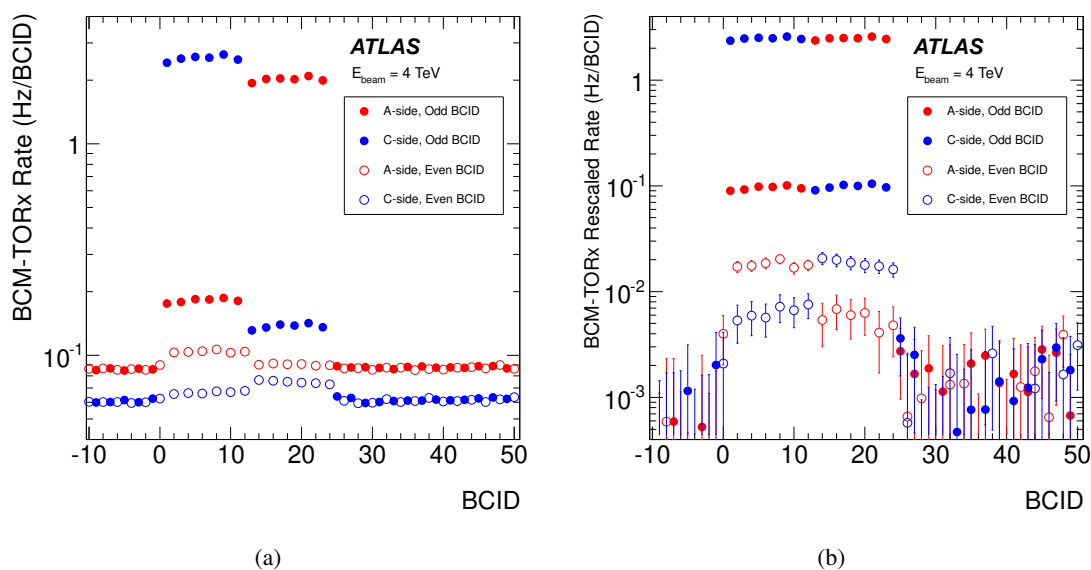 BCM-TORx Rate (Hz/BCID)
1
10⁻¹
ATLAS
E_beam = 4 TeV
A-side, Odd BCID
C-side, Odd BCID
A-side, Even BCID
C-side, Even BCID
-10 0 10 20 30 40 50
BCID
(a)
BCM-TORx Rescaled Rate (Hz/BCID)
1
10⁻¹
10⁻²
10⁻³
ATLAS
E_beam = 4 TeV
A-side, Odd BCID
C-side, Odd BCID
A-side, Even BCID
C-side, Even BCID
-10 0 10 20 30 40 50
BCID
(b)